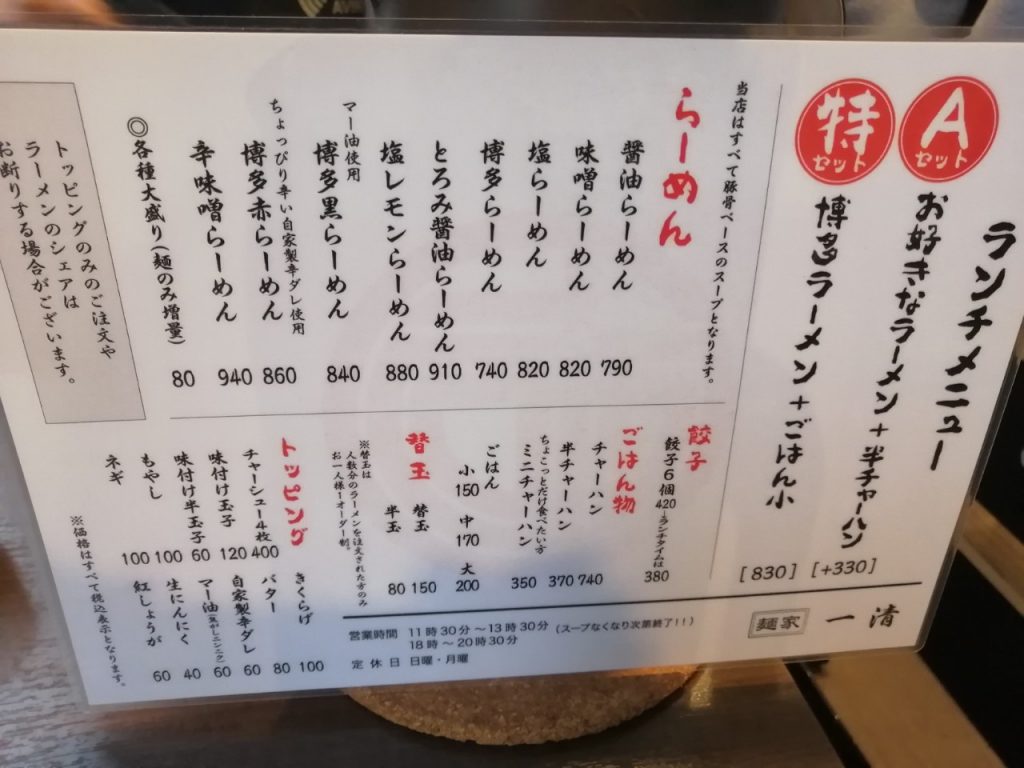 ランチメニュー
Aセット
お好きなラーメン+半チャーハン
[+330]
特セット
博多ラーメン+ごはん小
[830]
麺家 一清
当店はすべて豚骨ベースのスープとなります。
らーめん
醤油らーめん 790
味噌らーめん 820
塩らーめん 820
博多らーめん 740
とろみ醤油らーめん 910
塩レモンらーめん 880
マー油使用
博多黒らーめん 840
ちょっぴり辛い自家製辛ダレ使用
博多赤らーめん 860
辛味噌らーめん 940
◎各種大盛り(麺のみ増量) 80
トッピングのみのご注文や
ラーメンのシェアは
お断りする場合がございます。
餃子
餃子6個 420 ランチタイムは 380
ごはん物
チャーハン 740
半チャーハン 370
ちょこっとだけ食べたい方
ミニチャーハン 350
ごはん
小150 中170 大200
替玉
替玉 150
半玉 80
※替玉は
人数分のラーメンを注文された方のみ
お一人様1オーダー制。
トッピング
チャーシュー4枚 400
味付け玉子 120
味付け半玉子 60
もやし 100
ネギ 100
きくらげ 100
バター 80
自家製辛ダレ 60
マー油(焦がしニンニク) 60
生にんにく 40
紅しょうが 60
※価格はすべて税込表示となります。
営業時間 11時30分〜13時30分 (スープなくなり次第終了!!)
18時〜20時30分
定休日 日曜・月曜